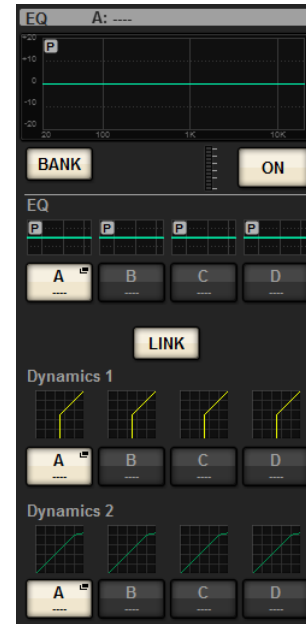 EQ A: ----
+20
P
+10
0
-10
-20
20 100 1K 10K
BANK ON
EQ
P P P P
A B C D
---- ---- ---- ----
LINK
Dynamics 1
A B C D
---- ---- ---- ----
Dynamics 2
A B C D
---- ---- ---- ----